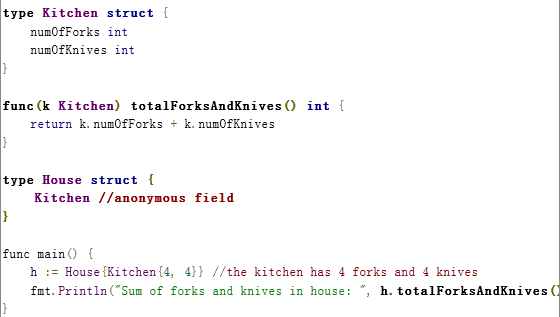 type Kitchen struct {
numOfForks int
numOfKnives int
}
func(k Kitchen) totalForksAndKnives() int {
return k.numOfForks + k.numOfKnives
}
type House struct {
Kitchen //anonymous field
}
func main() {
h := House{Kitchen{4, 4}} //the kitchen has 4 forks and 4 knives
fmt.Println("Sum of forks and knives in house: ", h.totalForksAndKnives()
}